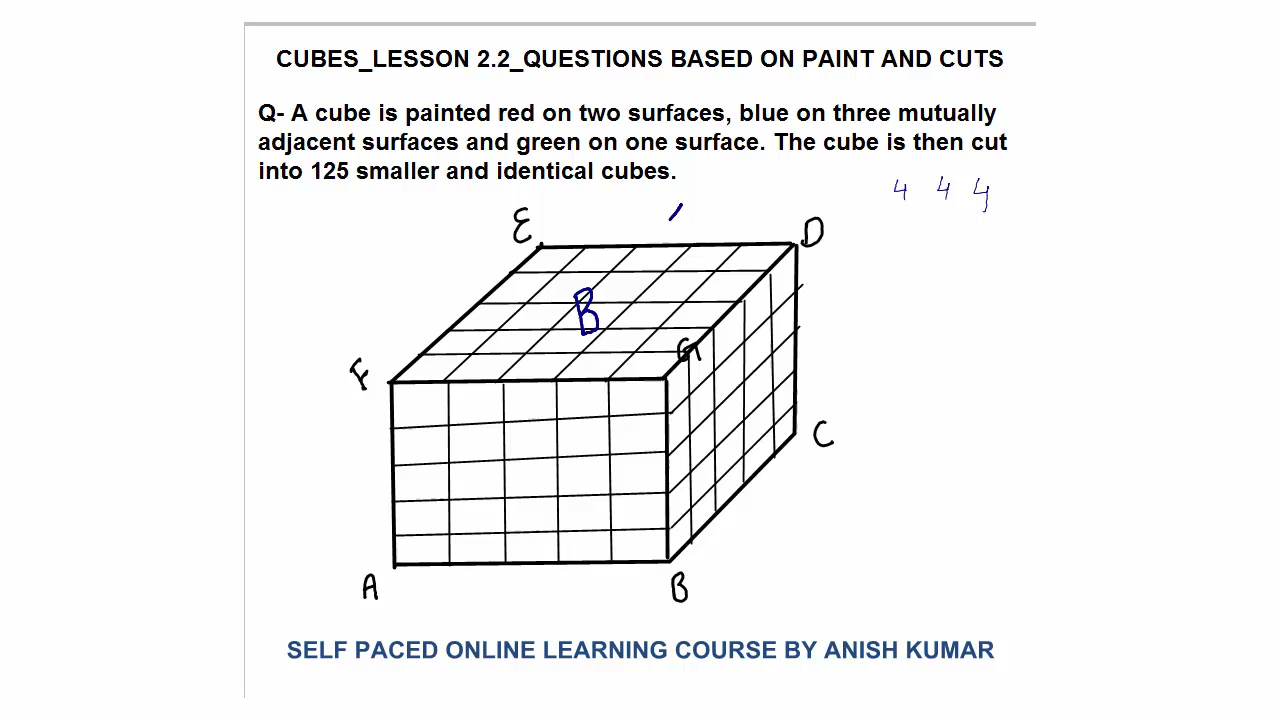 CUBES_LESSON 2.2_QUESTIONS BASED ON PAINT AND CUTS
Q- A cube is painted red on two surfaces, blue on three mutually
adjacent surfaces and green on one surface. The cube is then cut
into 125 smaller and identical cubes.
4 4 4
E
D
B
G
F
C
A
B
SELF PACED ONLINE LEARNING COURSE BY ANISH KUMAR